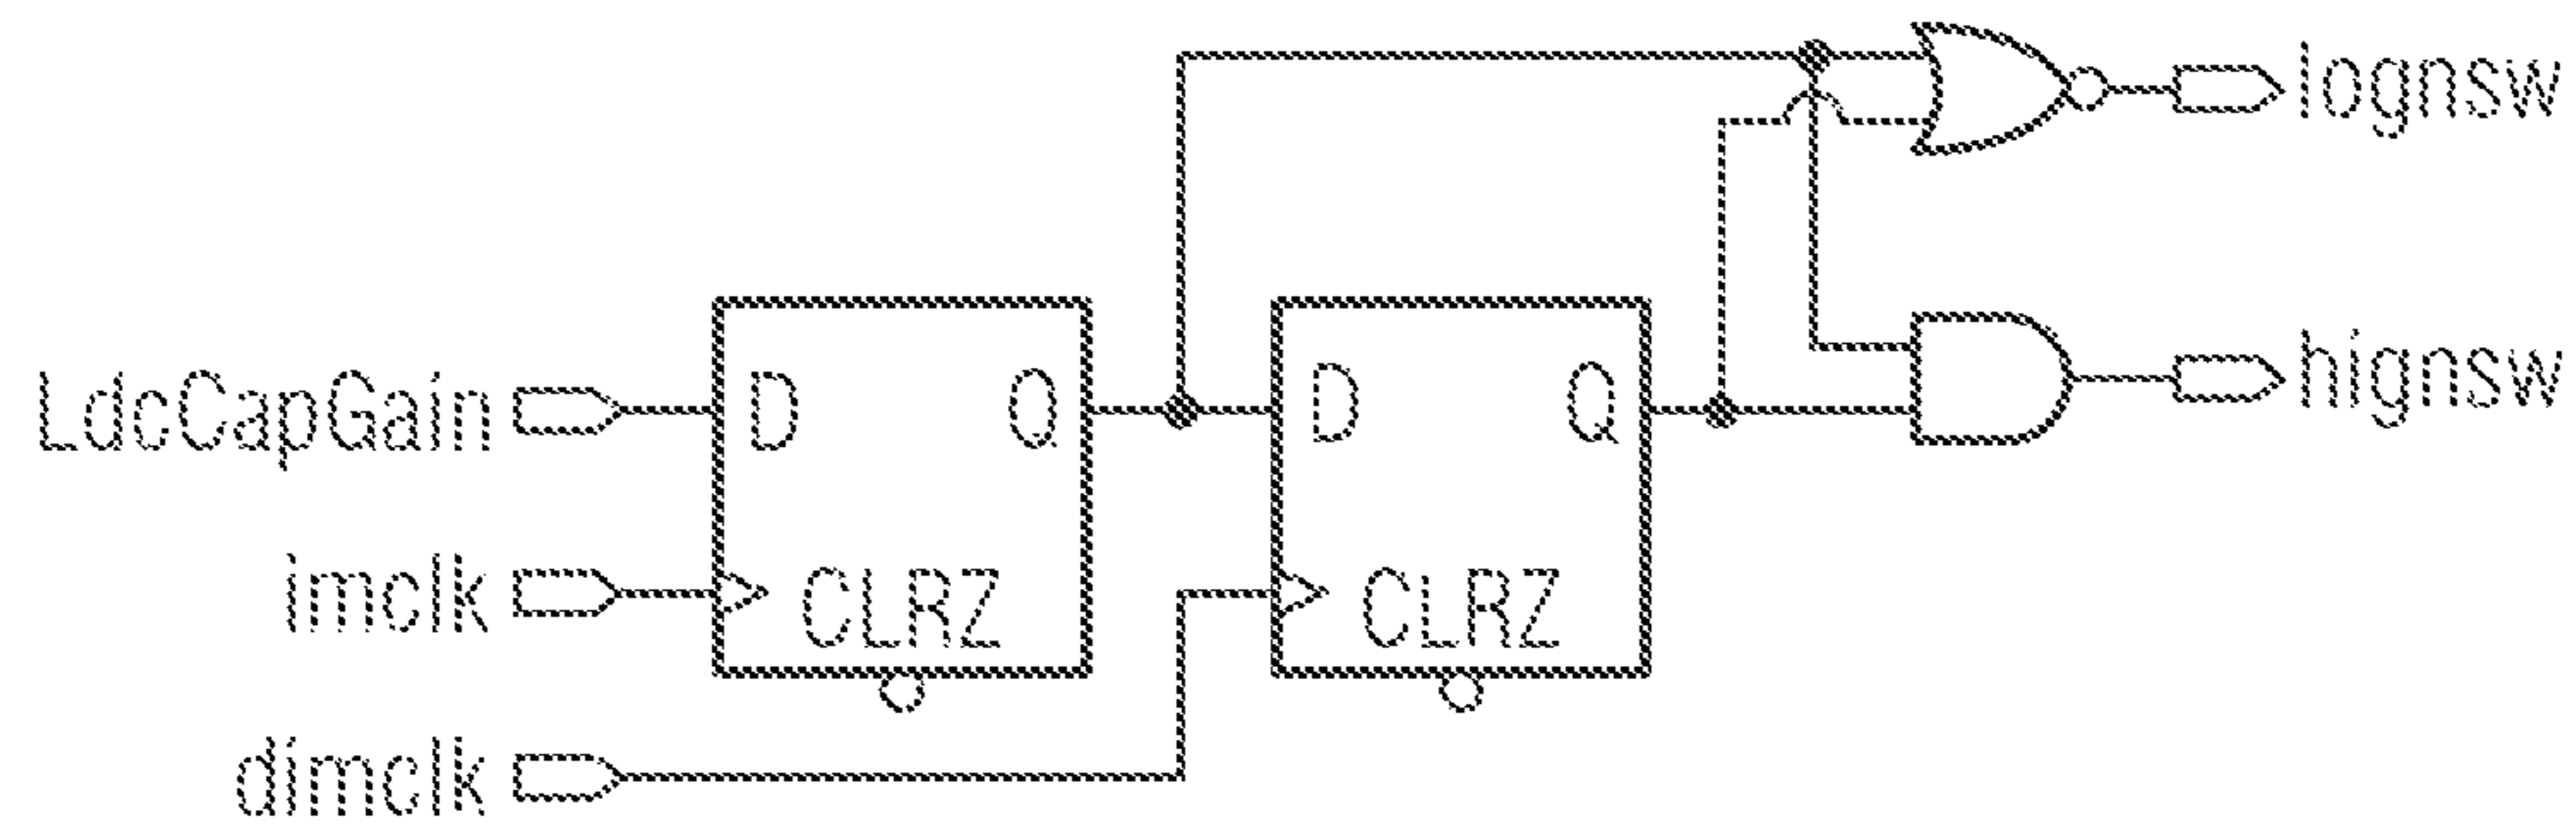 lognsw
LdcCapGain
D
Q
D
Q
hignsw
imclk
CLRZ
CLRZ
dimclk